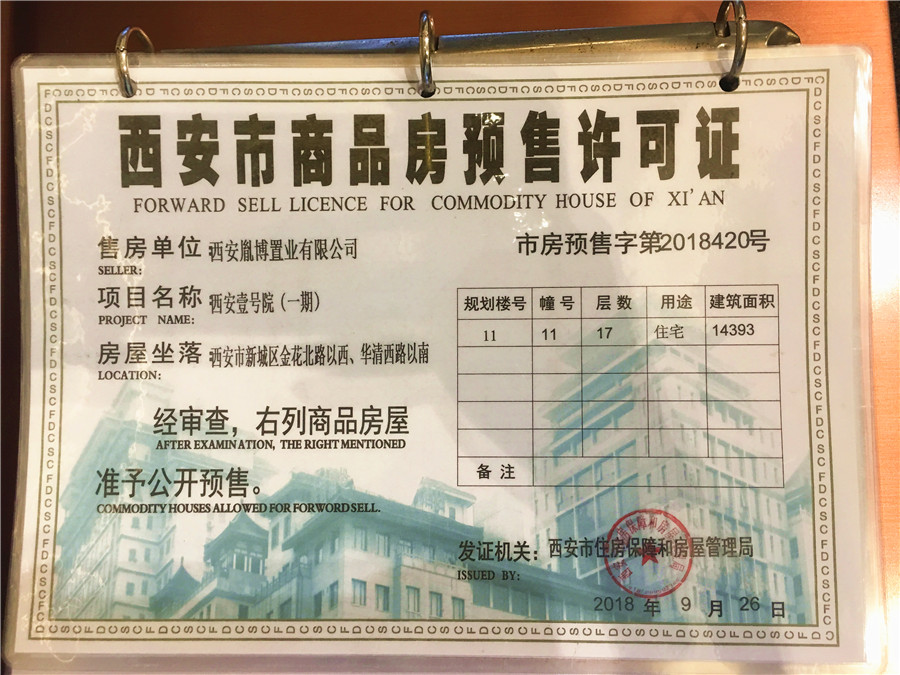 西安市商品房预售许可证
FORWARD SELL LICENCE FOR COMMODITY HOUSE OF XI'AN
售房单位 西安胤博置业有限公司
SELLER:
市房预售字第2018420号
项目名称 西安壹号院（一期）
PROJECT NAME:
房屋坐落 西安市新城区金花北路以西、华清西路以南
LOCATION:
规划楼号 幢号 层数 用途 建筑面积
11 11 17 住宅 14393
备注
经审查，右列商品房屋
AFTER EXAMINATION, THE RIGHT MENTIONED
准予公开预售。
COMMODITY HOUSES ALLOWED FOR FORWORD SELL.
发证机关：西安市住房保障和房屋管理局
ISSUED BY:
2018 年 9 月 26 日